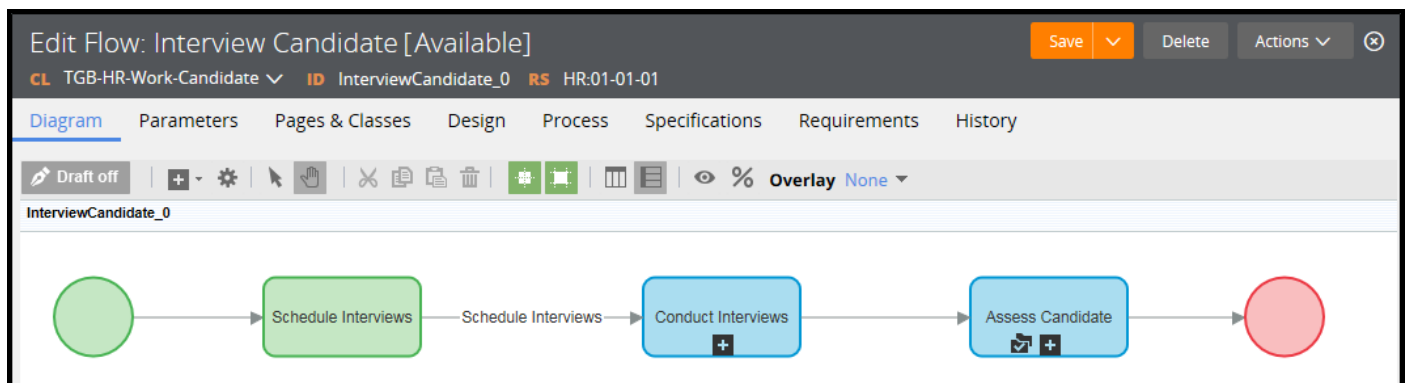 Edit Flow: Interview Candidate [Available]
Save
Delete
Actions
CL TGB-HR-Work-Candidate ID InterviewCandidate_0 RS HR:01-01-01
Diagram Parameters Pages & Classes Design Process Specifications Requirements History
Draft off
Overlay None
InterviewCandidate_0
Schedule Interviews
Schedule Interviews
Conduct Interviews
Assess Candidate